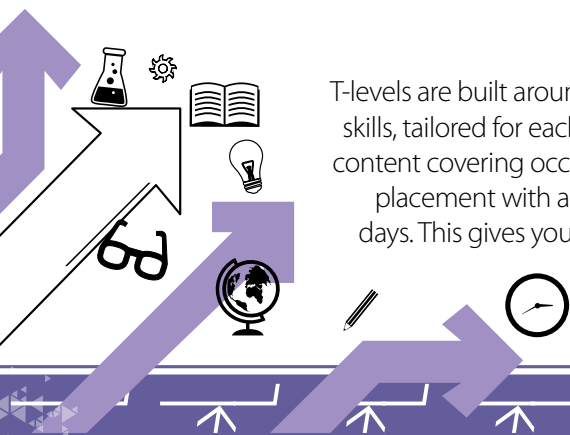 T-levels are built aroun
skills, tailored for each
content covering occ
placement with a
days. This gives you